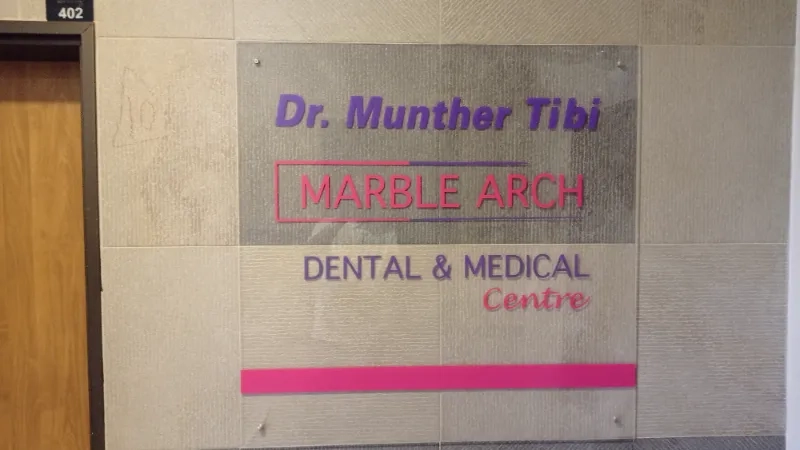 402
Dr. Munther Tibi
MARBLE ARCH
DENTAL & MEDICAL
Centre